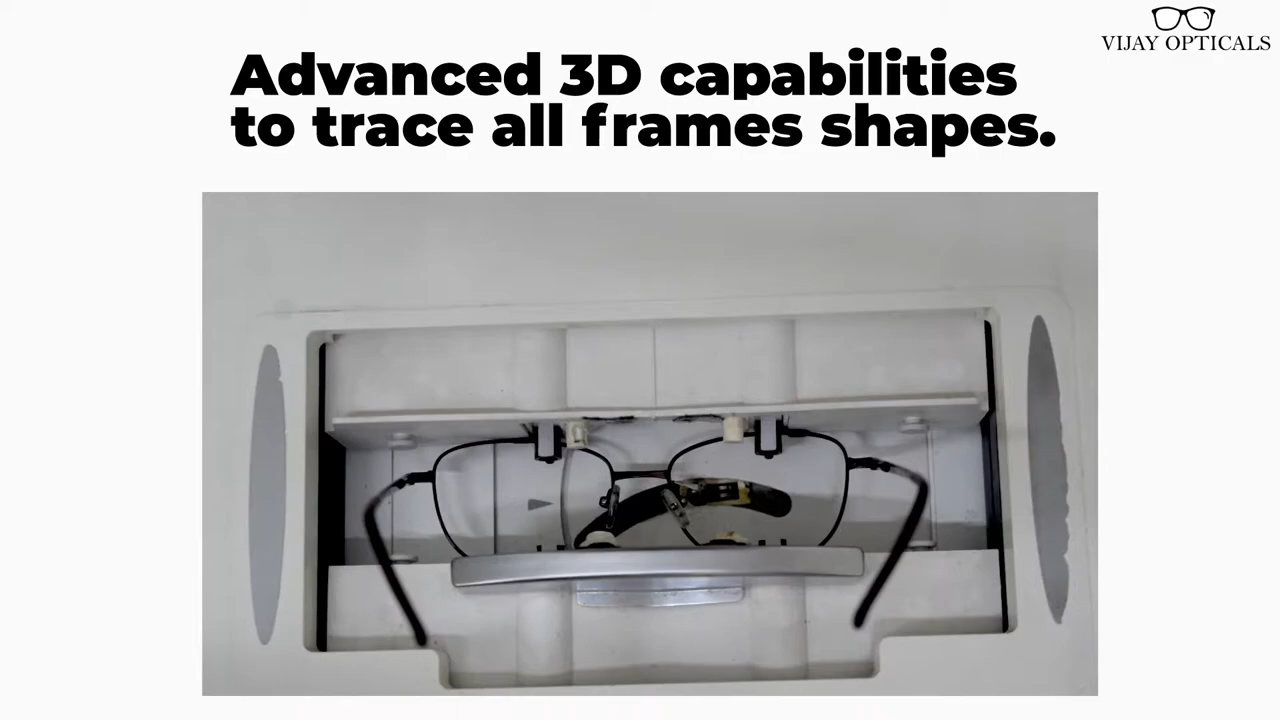 VIJAY OPTICALS
Advanced 3D capabilities
to trace all frames shapes.